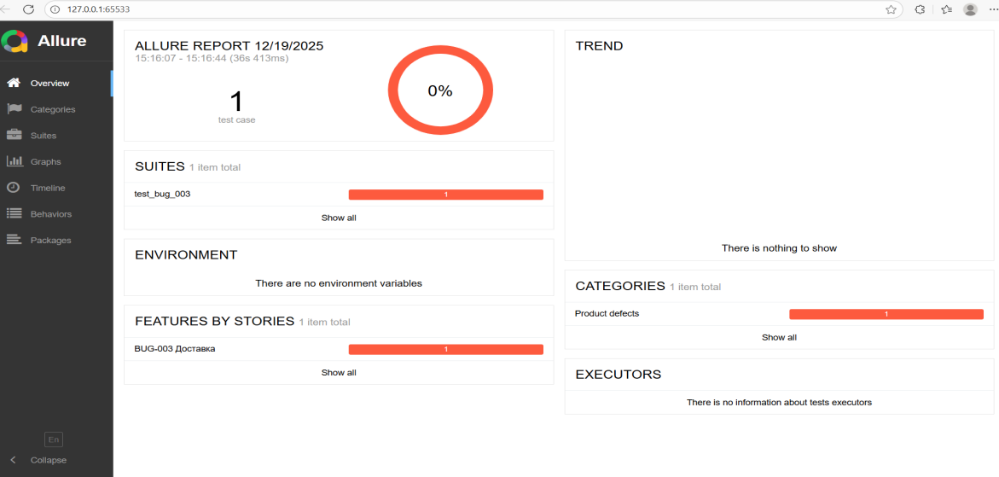 127.0.0.1:65533
Allure
Overview
Categories
Suites
Graphs
Timeline
Behaviors
Packages
En
Collapse
ALLURE REPORT 12/19/2025
15:16:07 - 15:16:44 (36s 413ms)
1
test case
0%
SUITES 1 item total
test_bug_003 1
Show all
ENVIRONMENT
There are no environment variables
FEATURES BY STORIES 1 item total
BUG-003 Доставка 1
Show all
TREND
There is nothing to show
CATEGORIES 1 item total
Product defects 1
Show all
EXECUTORS
There is no information about tests executors